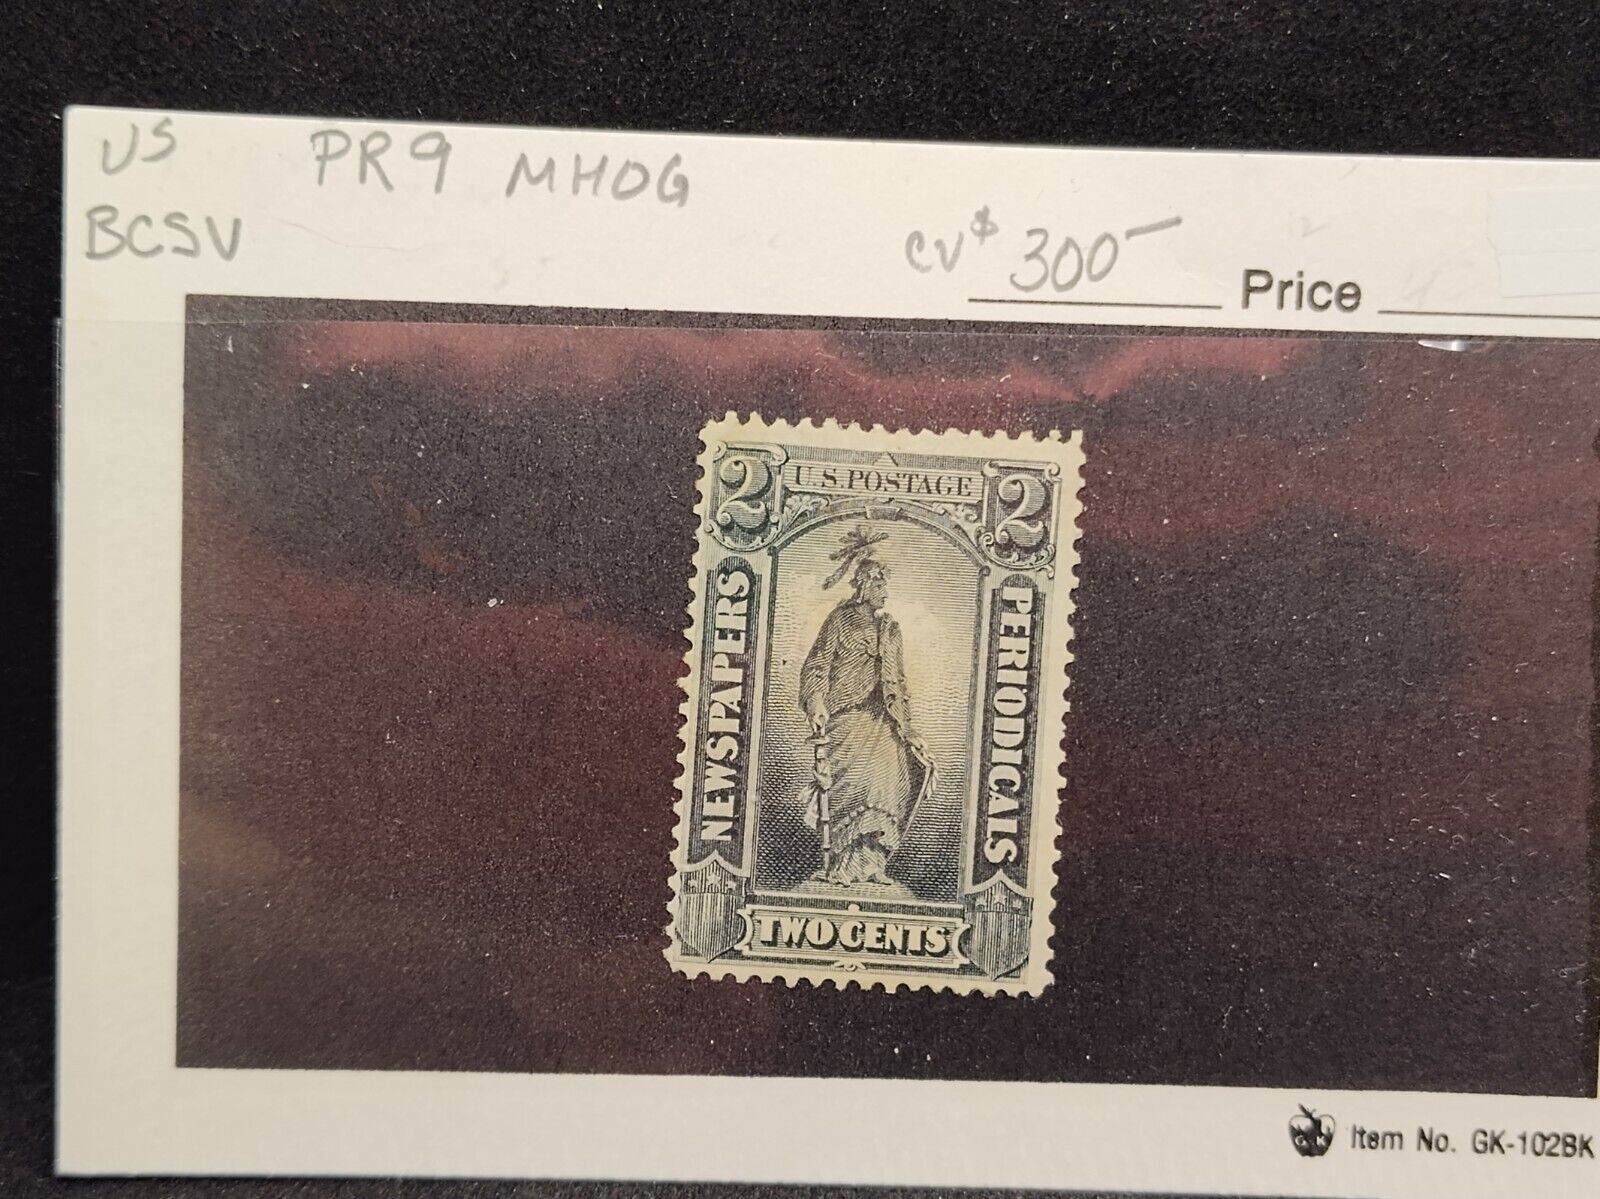 US PR9 MHOG
BCSV
CV $ 300-
Price
2 U.S. POSTAGE 2
NEWSPAPERS
PERIODICALS
TWO CENTS
Item No. GK-102BK